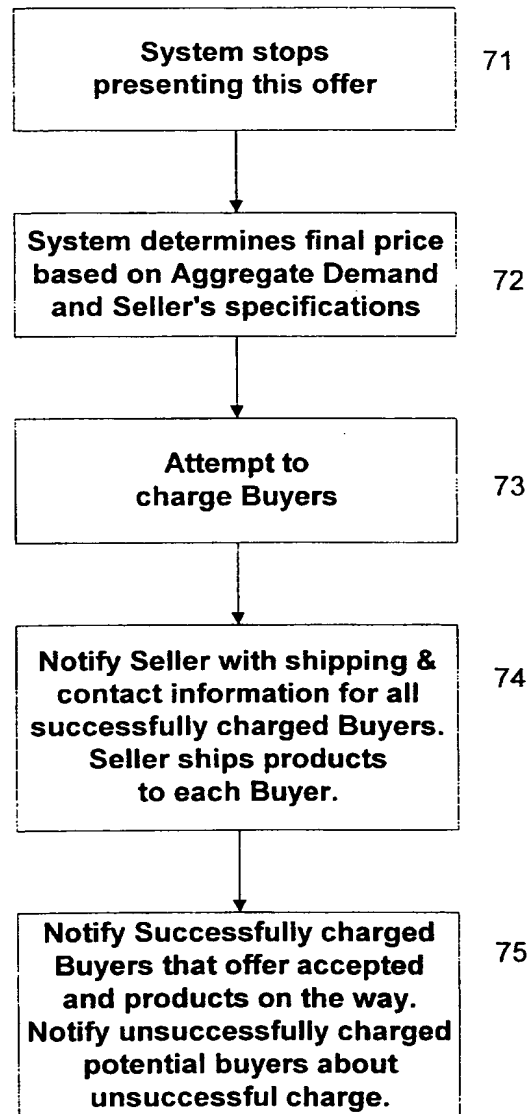 System stops
presenting this offer
71
System determines final price
based on Aggregate Demand
and Seller's specifications
72
Attempt to
charge Buyers
73
Notify Seller with shipping &
contact information for all
successfully charged Buyers.
Seller ships products
to each Buyer.
74
Notify Successfully charged
Buyers that offer accepted
and products on the way.
Notify unsuccessfully charged
potential buyers about
unsuccessful charge.
75